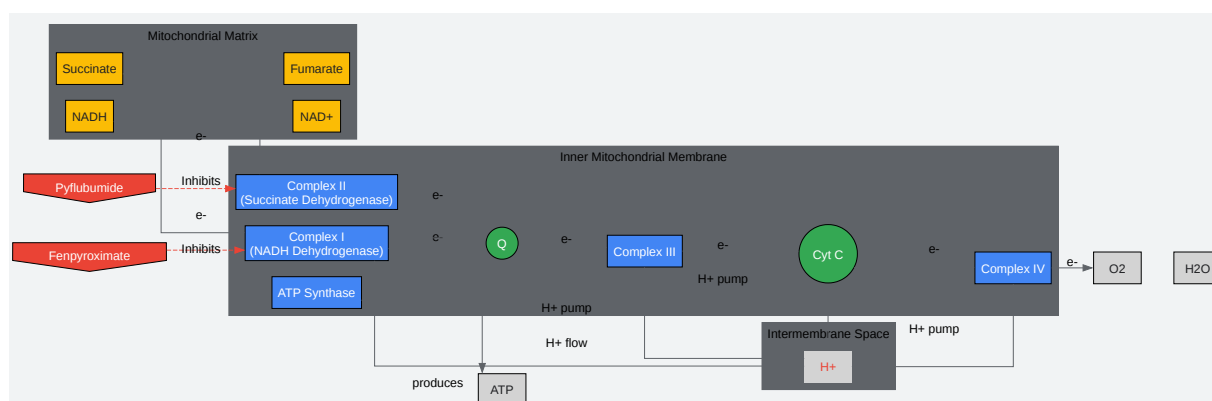 Mitochondrial Matrix
Succinate
Fumarate
NADH
NAD+
e-
Inner Mitochondrial Membrane
Pyflubumide
Inhibits
Complex II
(Succinate Dehydrogenase)
e-
e-
Fenpyroximate
Inhibits
Complex I
(NADH Dehydrogenase)
e-
Q
e-
Complex III
e-
Cyt C
e-
Complex IV
e-
O2
H2O
H+ pump
ATP Synthase
H+ pump
Intermembrane Space
H+ pump
H+ flow
H+
produces
ATP